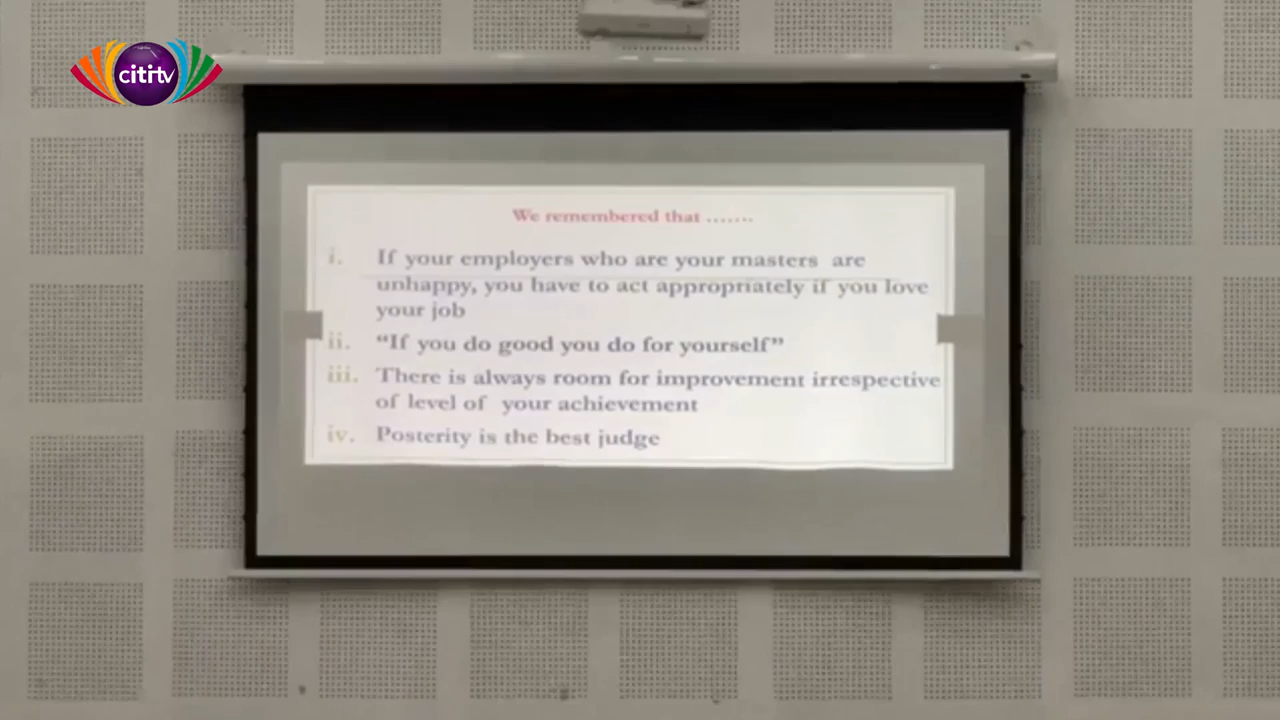 citi tv
We remembered that .......
i. If your employers who are your masters are
unhappy, you have to act appropriately if you love
your job
ii. “If you do good you do for yourself”
iii. There is always room for improvement irrespective
of level of your achievement
iv. Posterity is the best judge